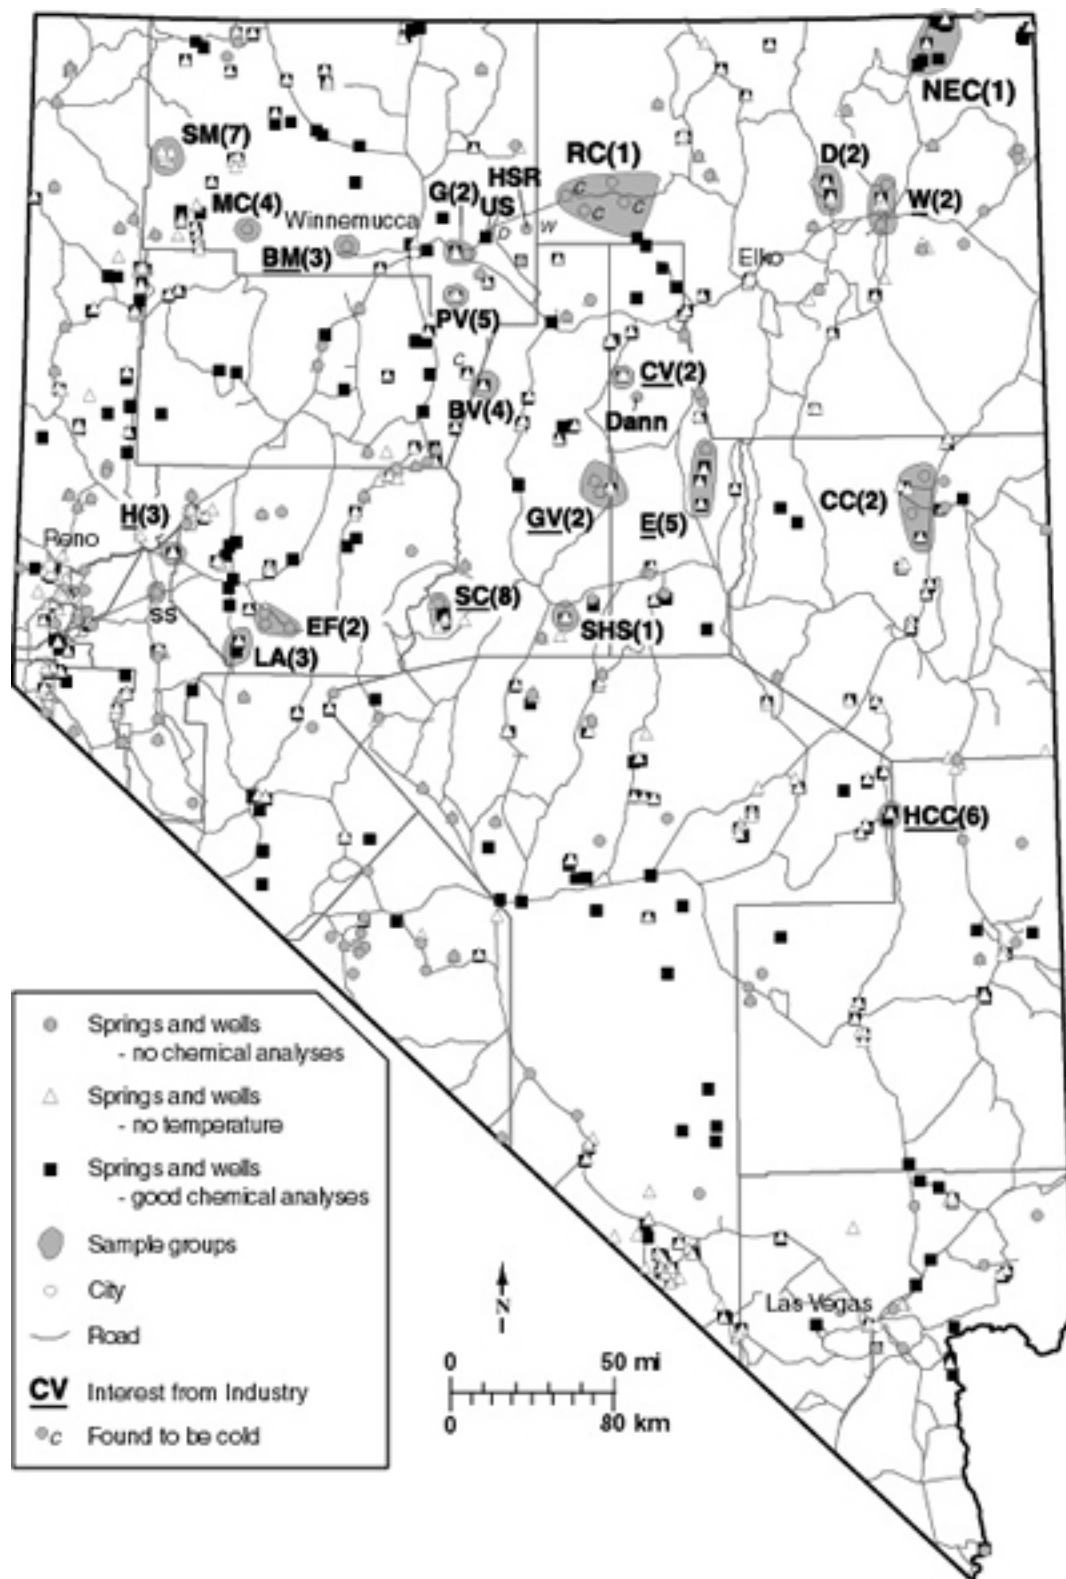 NEC(1)
SM(7)
RC(1)
D(2)
HSR
G(2)
US
MC(4)
W(2)
C
C
C
Winnemucca
D
W
BM(3)
Elko
PV(5)
C
CV(2)
BV(4)
Dann
CC(2)
H(3)
GV(2)
E(5)
Reno
SC(8)
SS
EF(2)
SHS(1)
LA(3)
HCC(6)
Springs and wells
- no chemical analyses
Springs and wells
- no temperature
Springs and wells
- good chemical analyses
Sample groups
City
Road
CV Interest from Industry
c Found to be cold
N
Las Vegas
0 50 mi
0 80 km